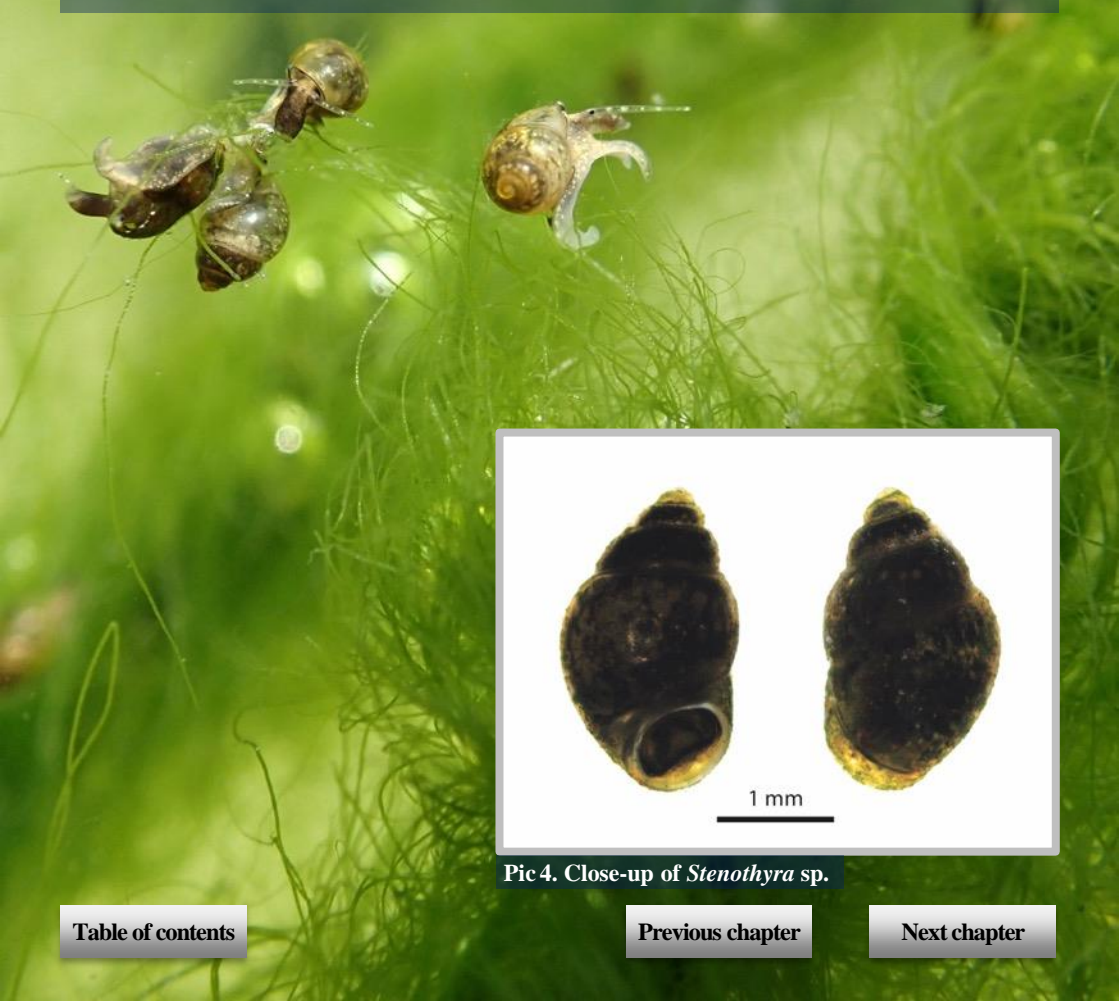 1 mm
Pic 4. Close-up of Stenothyra sp.
Table of contents
Previous chapter
Next chapter